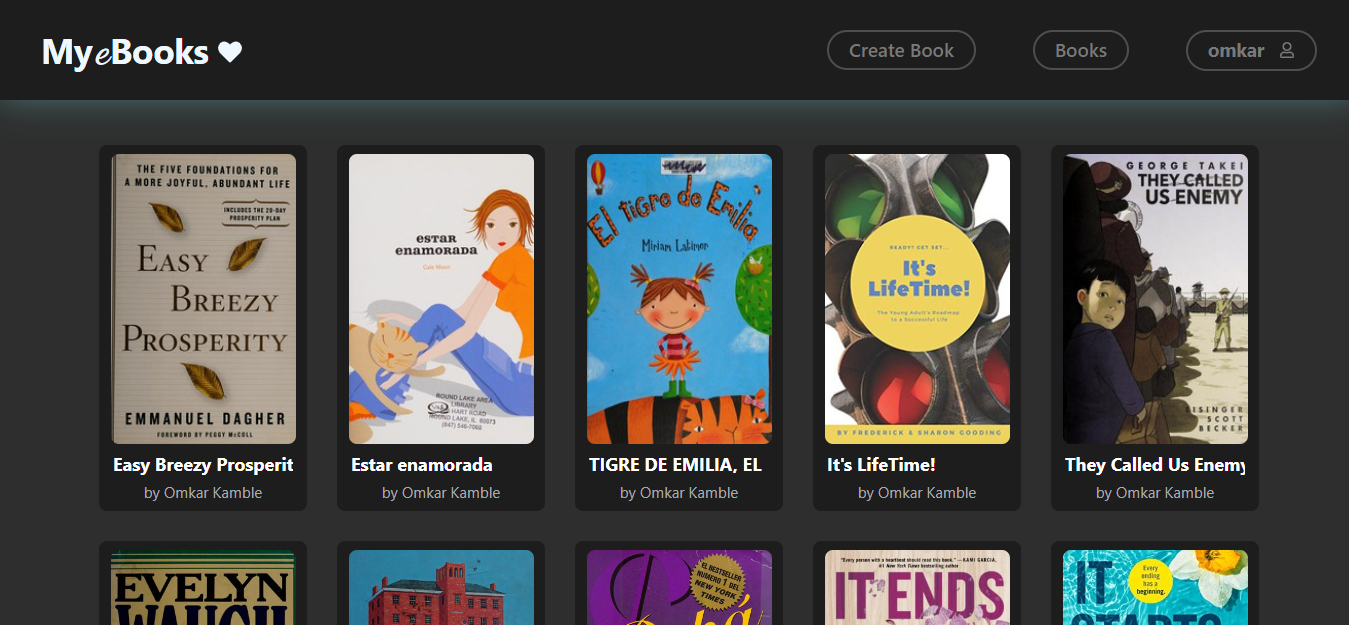 My eBooks
Create Book
Books
omkar
THE FIVE FOUNDATIONS FOR
A MORE JOYFUL, ABUNDANT LIFE
INCLUDES THE 20-DAY
PROSPERITY PLAN
EASY
BREEZY
PROSPERITY
EMMANUEL DAGHER
FOREWORD BY PEGGY McCOLL
Easy Breezy Prosperit
by Omkar Kamble
estar
enamorada
ROUND LAKE AREA
LIBRARY
HART ROAD
ROUND LAKE, IL 60073
(847) 546-7060
Estar enamorada
by Omkar Kamble
El tigre de Emilia
Miriam Latimer
TIGRE DE EMILIA, EL
by Omkar Kamble
READY? GET SET...
It's
LifeTime!
The Young Adult's Roadmap
to a Successful Life
BY FREDERICK & SHARON GOODING
It's LifeTime!
by Omkar Kamble
GEORGE TAKEI
THEY CALLED
US ENEMY
EISINGER
SCOTT
BECKER
They Called Us Enemy
by Omkar Kamble
EVELYN
WAUGH
EL BESTSELLER
NÚMERO 1 DEL
NEW YORK
TIMES
"Every person with a heartbeat should read this book." —KAMI GARCIA,
#1 New York Times bestselling author
IT ENDS
IT
Every
ending
has a
beginning.
STARTS